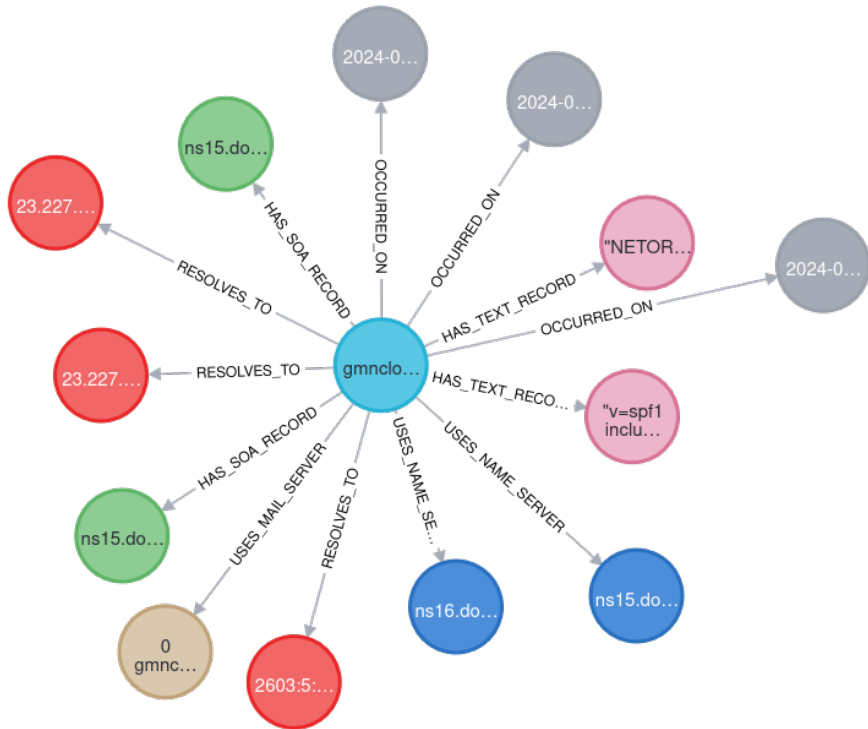 2024-0…
2024-0…
ns15.do…
OCCURRED_ON
OCCURRED_ON
23.227.…
HAS_SOA_RECORD
"NETOR…
2024-0…
RESOLVES_TO
HAS_TEXT_RECORD
OCCURRED_ON
23.227.…
RESOLVES_TO
gmnclo…
HAS_TEXT_RECO…
"v=spf1
inclu…
HAS_SOA_RECORD
USES_MAIL_SERVER
RESOLVES_TO
USES_NAME_SE…
USES_NAME_SERVER
ns15.do…
ns16.do…
ns15.do…
0
gmnc…
2603:5:…